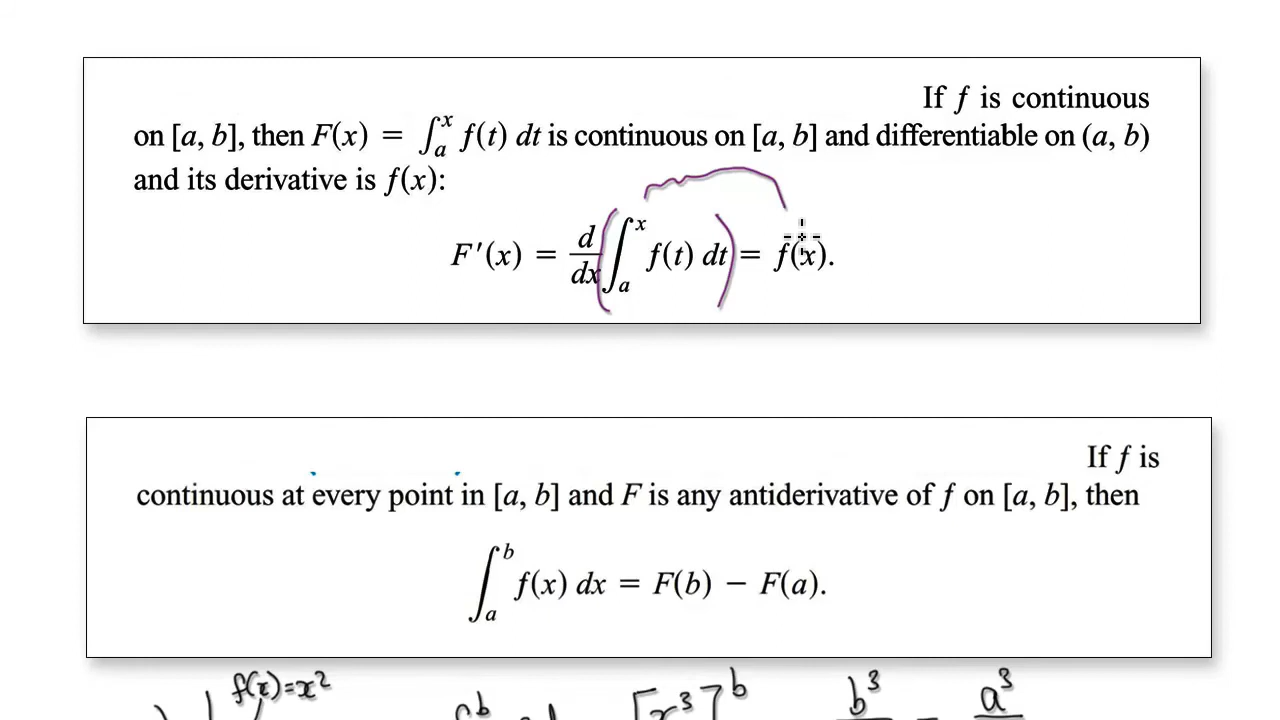 If f is continuous
on [a, b], then F(x) = ∫ₐˣ f(t) dt is continuous on [a, b] and differentiable on (a, b)
and its derivative is f(x):
F′(x) = d/dx (∫ₐˣ f(t) dt) = f(x).
If f is
continuous at every point in [a, b] and F is any antiderivative of f on [a, b], then
∫ₐᵇ f(x) dx = F(b) − F(a).
f(x)=x²
[x³]ᵇ b³ − a³